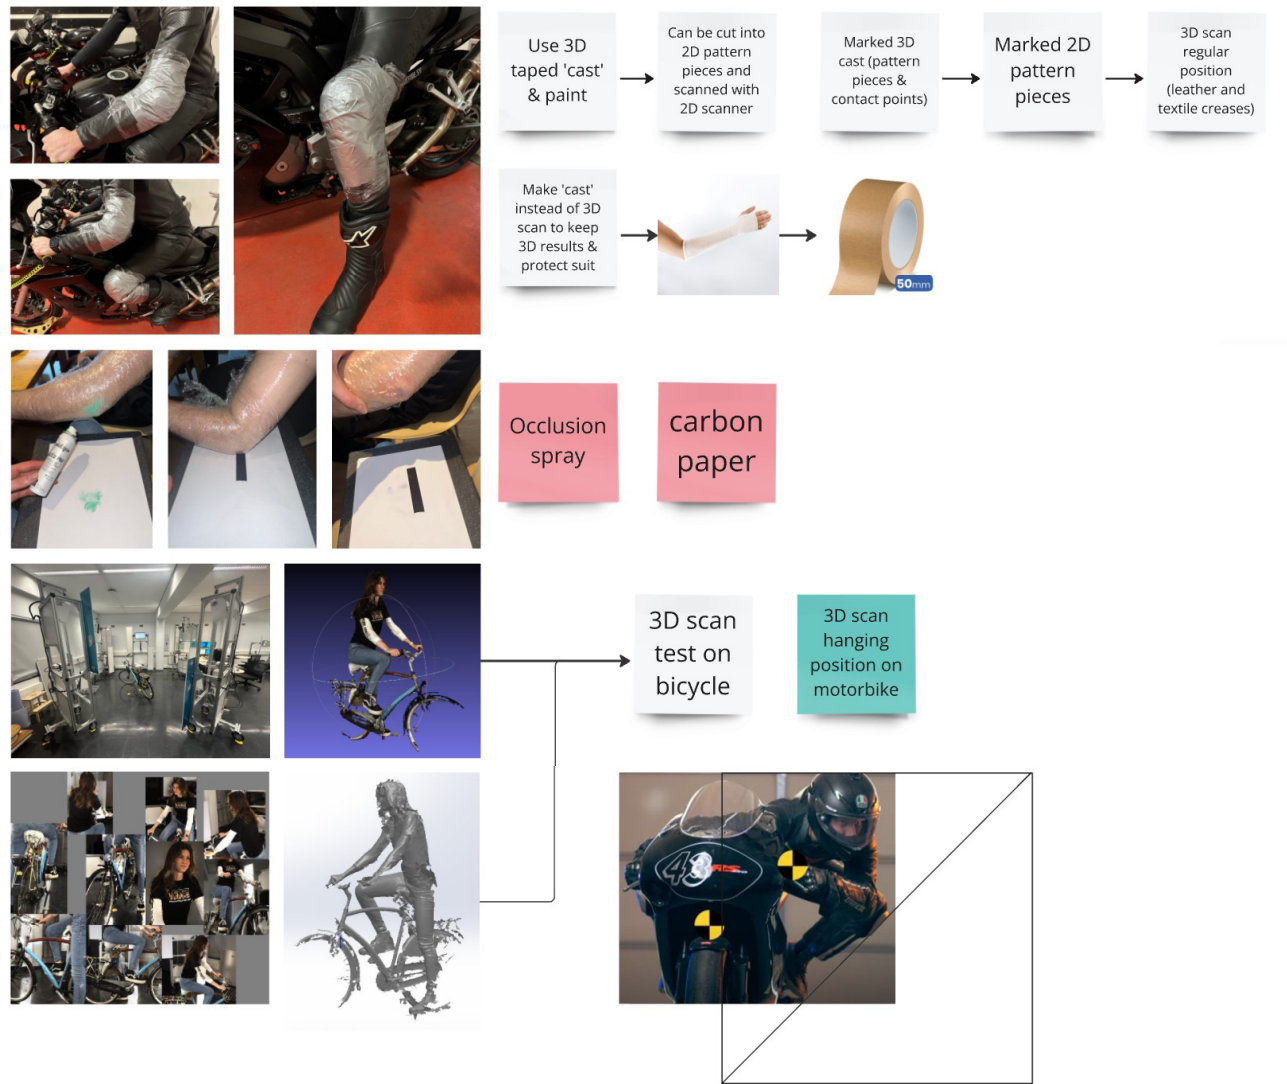 Use 3D
taped 'cast'
& paint
Can be cut into
2D pattern
pieces and
scanned with
2D scanner
Marked 3D
cast (pattern
pieces &
contact points)
Marked 2D
pattern
pieces
3D scan
regular
position
(leather and
textile creases)
Make 'cast'
instead of 3D
scan to keep
3D results &
protect suit
50mm
Occlusion
spray
carbon
paper
3D scan
test on
bicycle
3D scan
hanging
position on
motorbike
43
AGV